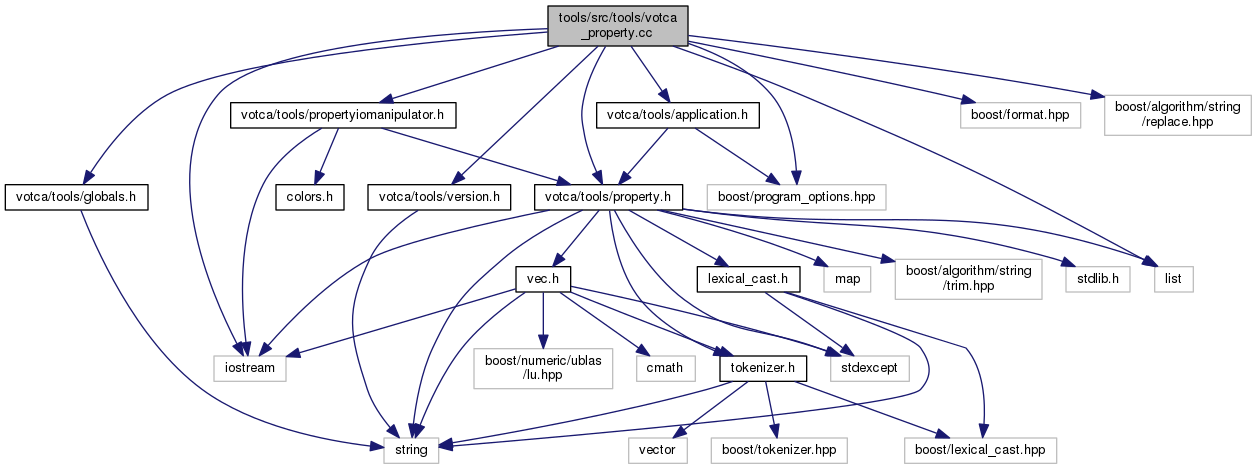 tools/src/tools/votca
_property.cc
votca/tools/propertyiomanipulator.h
votca/tools/application.h
boost/format.hpp
boost/algorithm/string
/replace.hpp
votca/tools/globals.h
colors.h
votca/tools/version.h
votca/tools/property.h
boost/program_options.hpp
vec.h
lexical_cast.h
map
boost/algorithm/string
/trim.hpp
stdlib.h
list
iostream
boost/numeric/ublas
/lu.hpp
cmath
tokenizer.h
stdexcept
string
vector
boost/tokenizer.hpp
boost/lexical_cast.hpp